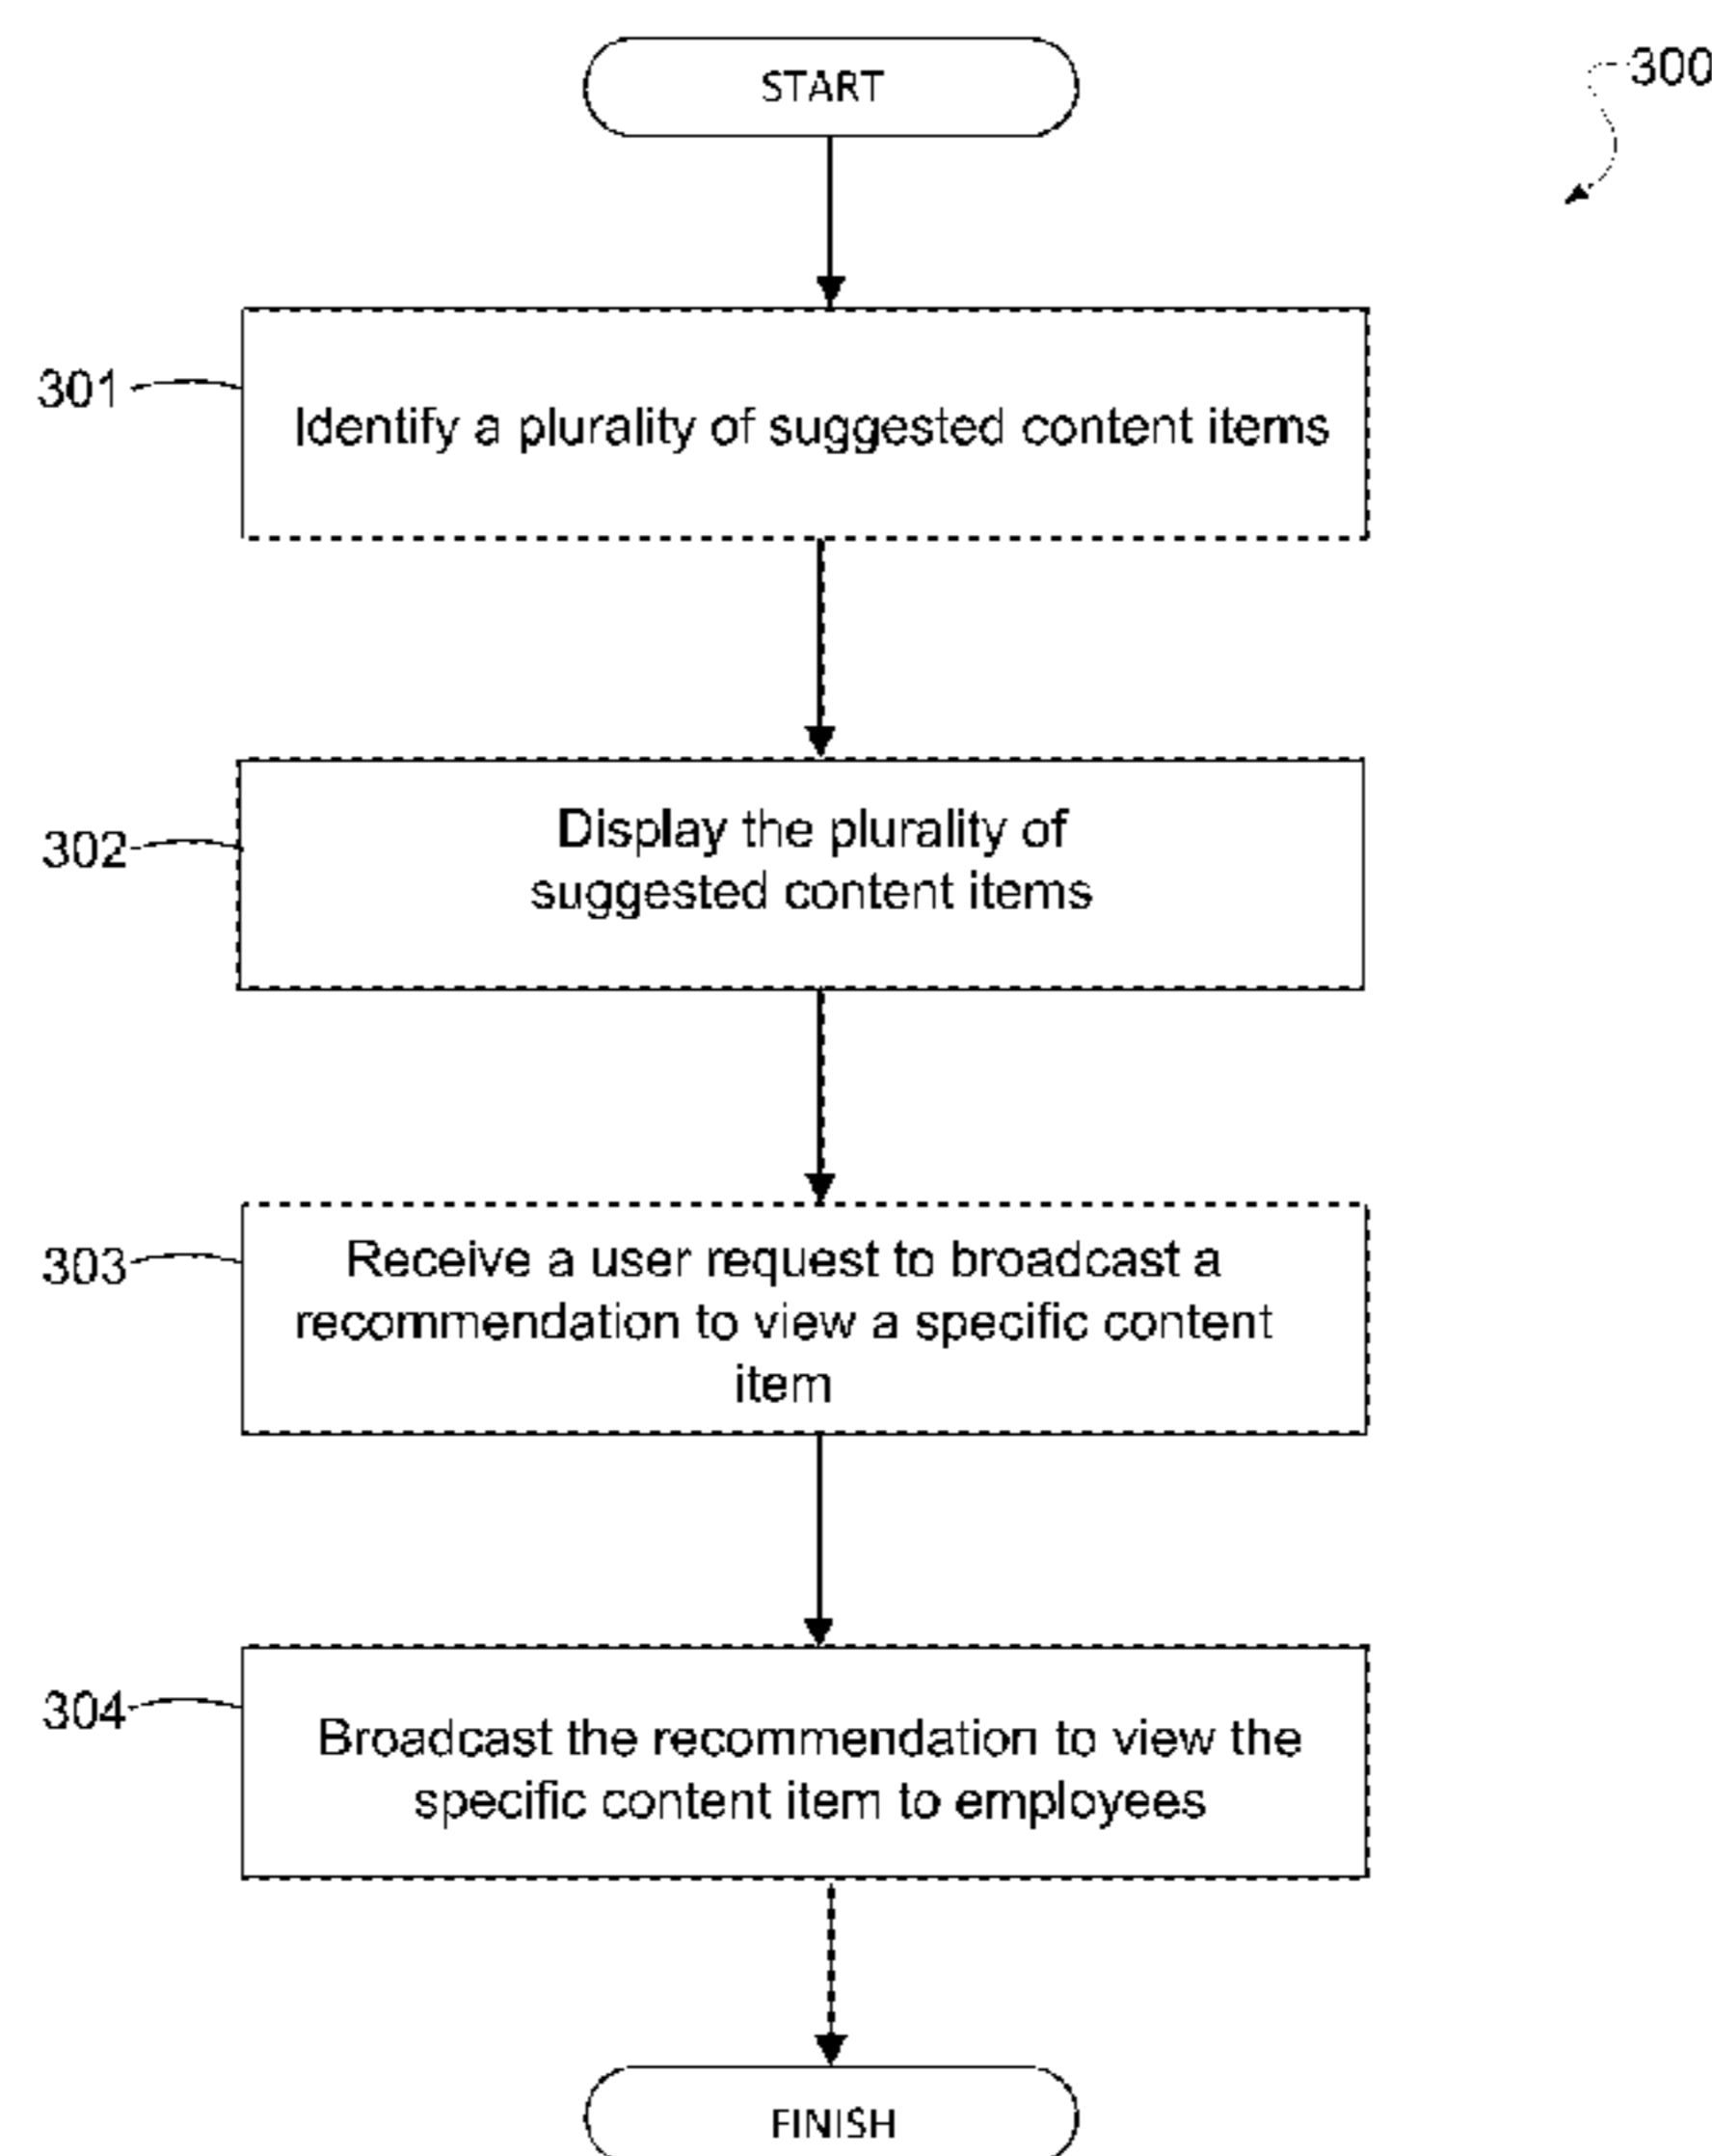 START
300
301
Identify a plurality of suggested content items
302
Display the plurality of
suggested content items
303
Receive a user request to broadcast a
recommendation to view a specific content
item
304
Broadcast the recommendation to view the
specific content item to employees
FINISH